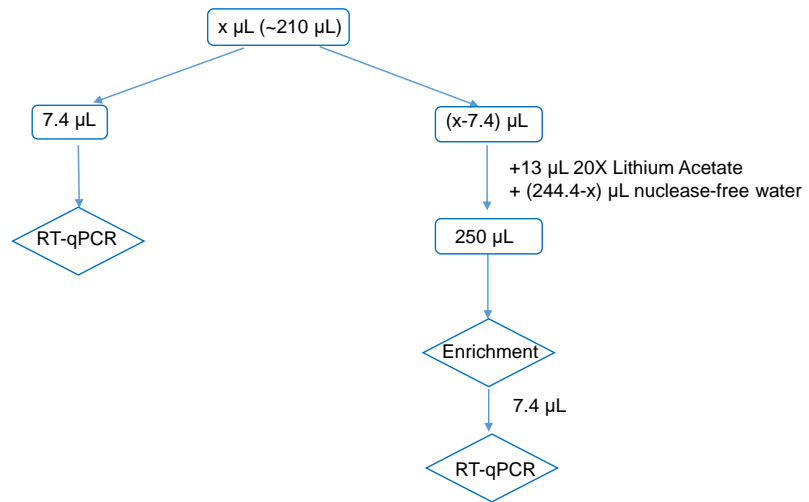 x µL (~210 µL)
7.4 µL
(x-7.4) µL
+13 µL 20X Lithium Acetate
+ (244.4-x) µL nuclease-free water
RT-qPCR
250 µL
Enrichment
7.4 µL
RT-qPCR